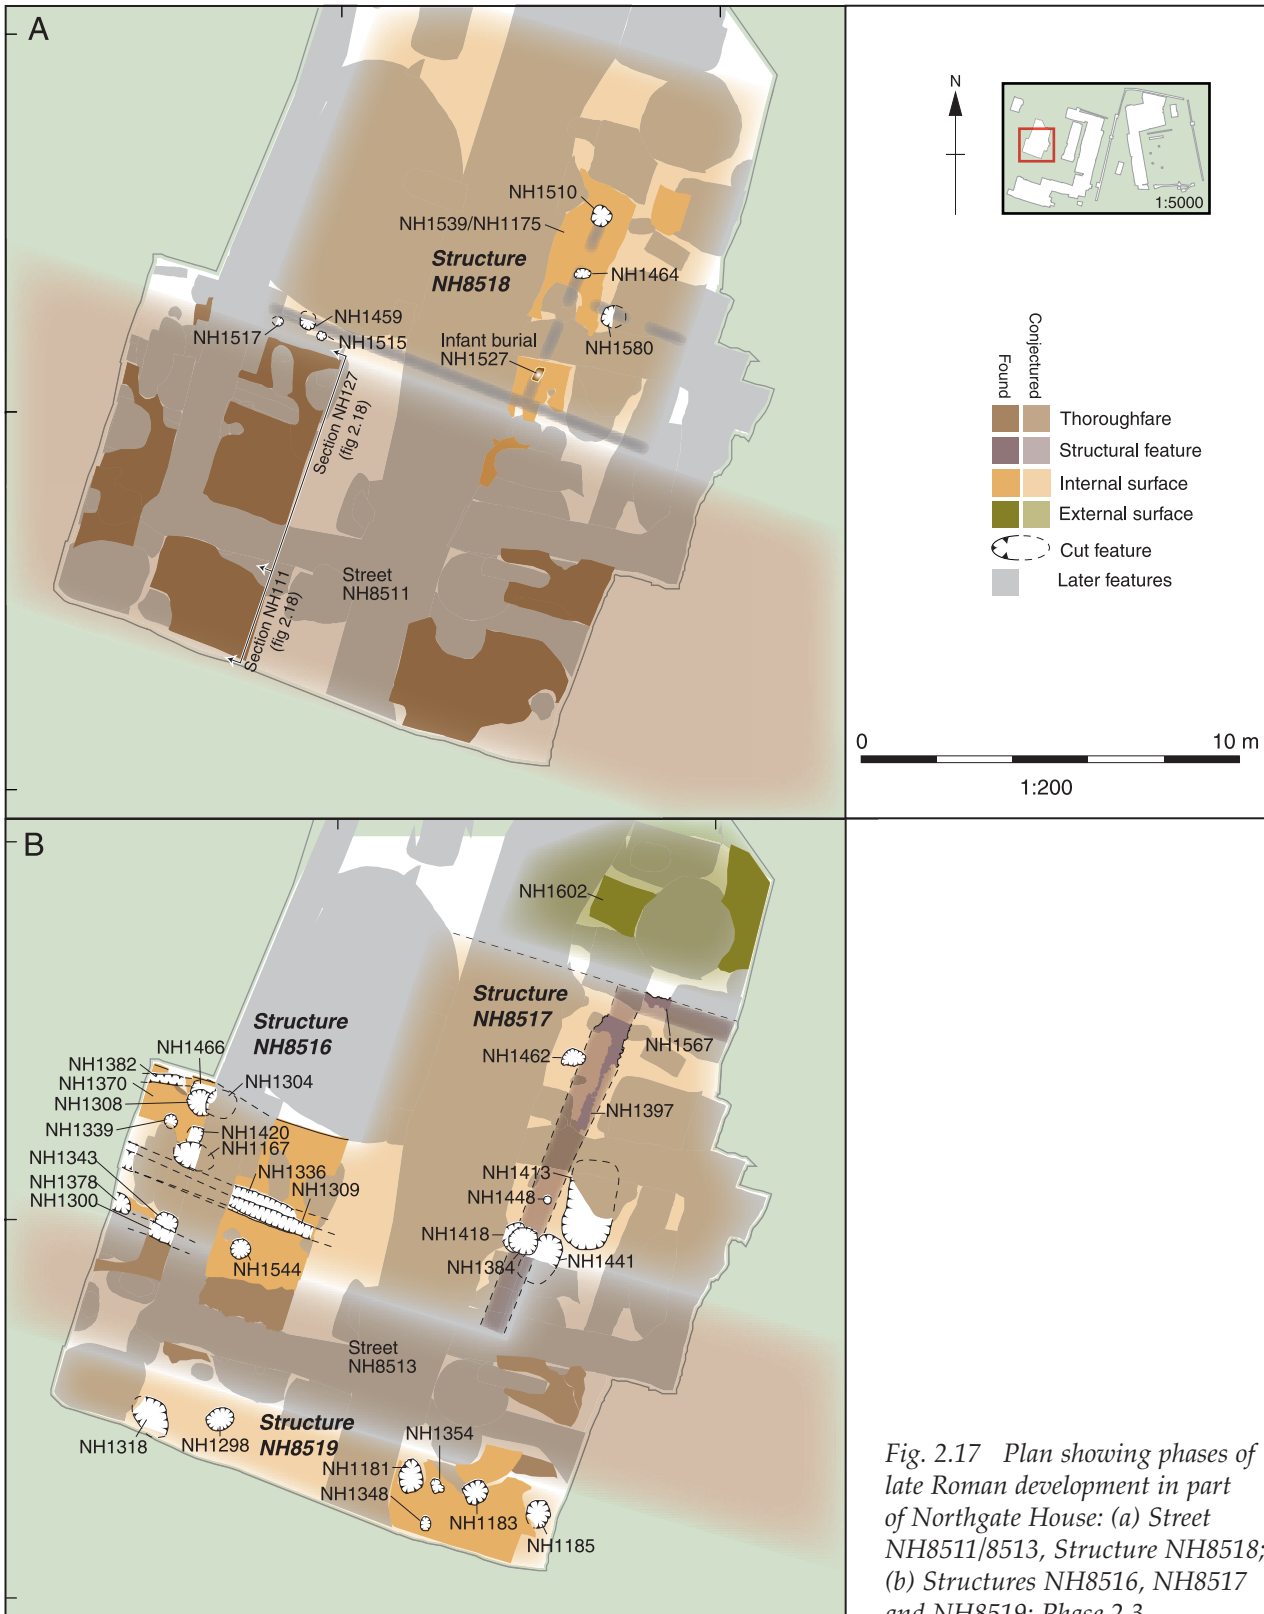 A
NH1510
NH1539/NH1175
Structure
NH8518
NH1464
NH1459
NH1517
NH1515
Infant burial
NH1527
NH1580
Section NH127
(fig 2.18)
Street
NH8511
Section NH111
(fig 2.18)
N
1:5000
Found
Conjectured
Thoroughfare
Structural feature
Internal surface
External surface
Cut feature
Later features
0 10 m
1:200
B
NH1602
Structure
NH8517
Structure
NH8516
NH1466
NH1382
NH1370
NH1308
NH1304
NH1339
NH1420
NH1167
NH1343
NH1378
NH1300
NH1336
NH1309
NH1544
NH1462
NH1567
NH1397
NH1413
NH1448
NH1418
NH1384
NH1441
Street
NH8513
Structure
NH8519
NH1318
NH1298
NH1354
NH1181
NH1348
NH1183
NH1185
Fig. 2.17 Plan showing phases of
late Roman development in part
of Northgate House: (a) Street
NH8511/8513, Structure NH8518;
(b) Structures NH8516, NH8517
and NH8519: Phase 2.3